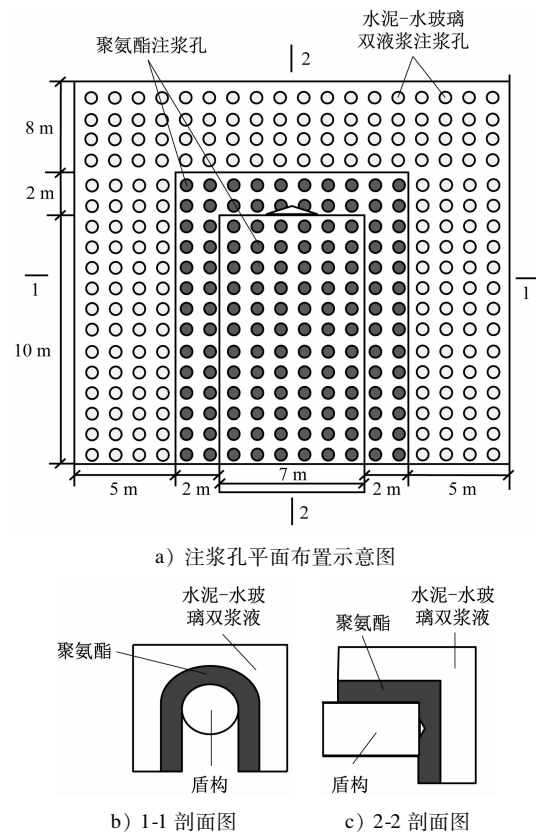 2
聚氨酯注浆孔
水泥-水玻璃
双液浆注浆孔
8 m
2 m
1
1
10 m
7 m
5 m
2 m
2 m
5 m
2
a）注浆孔平面布置示意图
水泥-水玻
璃双浆液
聚氨酯
盾构
b）1-1 剖面图
水泥-水玻
璃双浆液
聚氨酯
盾构
c）2-2 剖面图